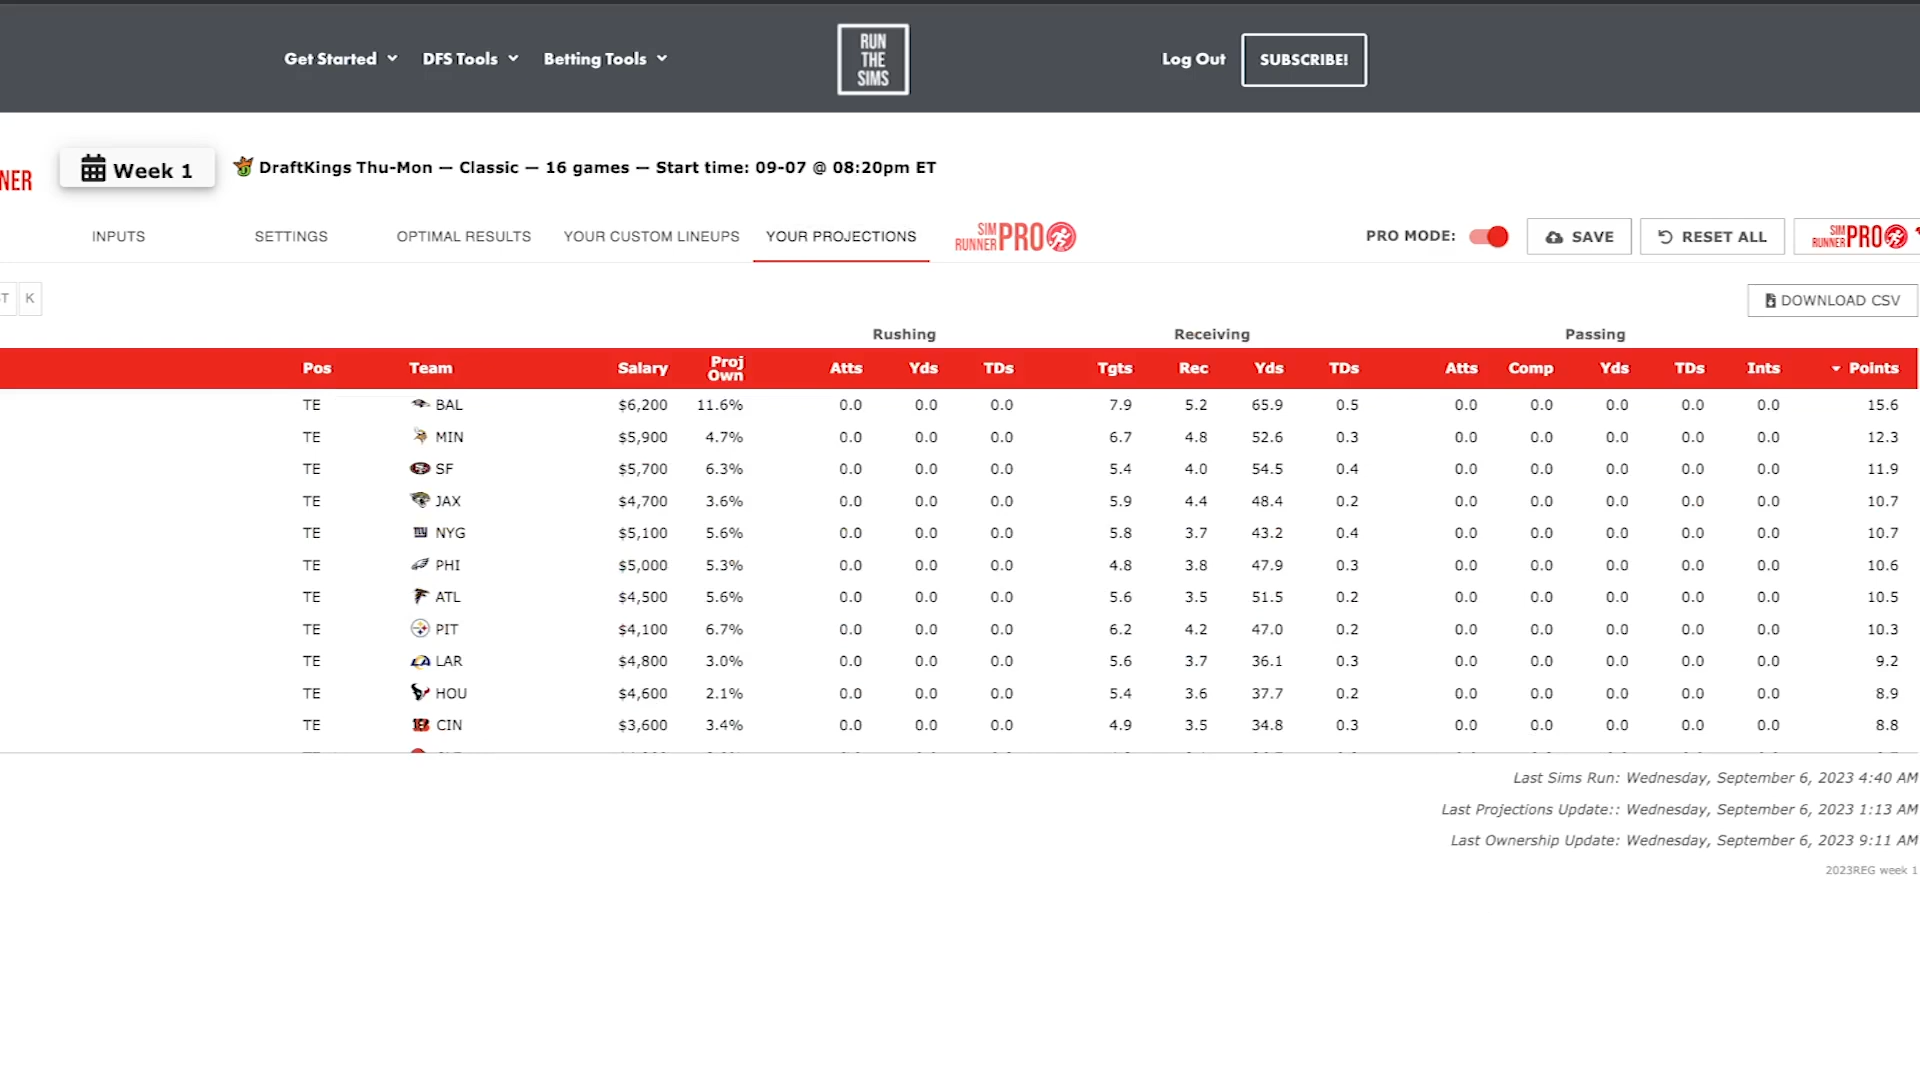 Get Started DFS Tools Betting Tools RUN THE SIMS Log Out SUBSCRIBE!
NER Week 1 DraftKings Thu-Mon — Classic — 16 games — Start time: 09-07 @ 08:20pm ET
INPUTS SETTINGS OPTIMAL RESULTS YOUR CUSTOM LINEUPS YOUR PROJECTIONS SIM RUNNER PRO PRO MODE: SAVE RESET ALL SIM RUNNER PRO
T K DOWNLOAD CSV
Rushing Receiving Passing
Pos Team Salary Proj Own Atts Yds TDs Tgts Rec Yds TDs Atts Comp Yds TDs Ints Points
TE BAL $6,200 11.6% 0.0 0.0 0.0 7.9 5.2 65.9 0.5 0.0 0.0 0.0 0.0 0.0 15.6
TE MIN $5,900 4.7% 0.0 0.0 0.0 6.7 4.8 52.6 0.3 0.0 0.0 0.0 0.0 0.0 12.3
TE SF $5,700 6.3% 0.0 0.0 0.0 5.4 4.0 54.5 0.4 0.0 0.0 0.0 0.0 0.0 11.9
TE JAX $4,700 3.6% 0.0 0.0 0.0 5.9 4.4 48.4 0.2 0.0 0.0 0.0 0.0 0.0 10.7
TE NYG $5,100 5.6% 0.0 0.0 0.0 5.8 3.7 43.2 0.4 0.0 0.0 0.0 0.0 0.0 10.7
TE PHI $5,000 5.3% 0.0 0.0 0.0 4.8 3.8 47.9 0.3 0.0 0.0 0.0 0.0 0.0 10.6
TE ATL $4,500 5.6% 0.0 0.0 0.0 5.6 3.5 51.5 0.2 0.0 0.0 0.0 0.0 0.0 10.5
TE PIT $4,100 6.7% 0.0 0.0 0.0 6.2 4.2 47.0 0.2 0.0 0.0 0.0 0.0 0.0 10.3
TE LAR $4,800 3.0% 0.0 0.0 0.0 5.6 3.7 36.1 0.3 0.0 0.0 0.0 0.0 0.0 9.2
TE HOU $4,600 2.1% 0.0 0.0 0.0 5.4 3.6 37.7 0.2 0.0 0.0 0.0 0.0 0.0 8.9
TE CIN $3,600 3.4% 0.0 0.0 0.0 4.9 3.5 34.8 0.3 0.0 0.0 0.0 0.0 0.0 8.8
Last Sims Run: Wednesday, September 6, 2023 4:40 AM
Last Projections Update:: Wednesday, September 6, 2023 1:13 AM
Last Ownership Update: Wednesday, September 6, 2023 9:11 AM
2023REG week 1